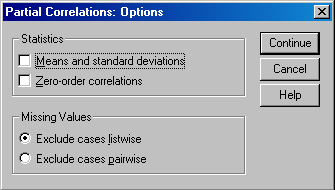 Partial Correlations: Options
Statistics
Means and standard deviations
Zero-order correlations
Missing Values
Exclude cases listwise
Exclude cases pairwise
Continue
Cancel
Help